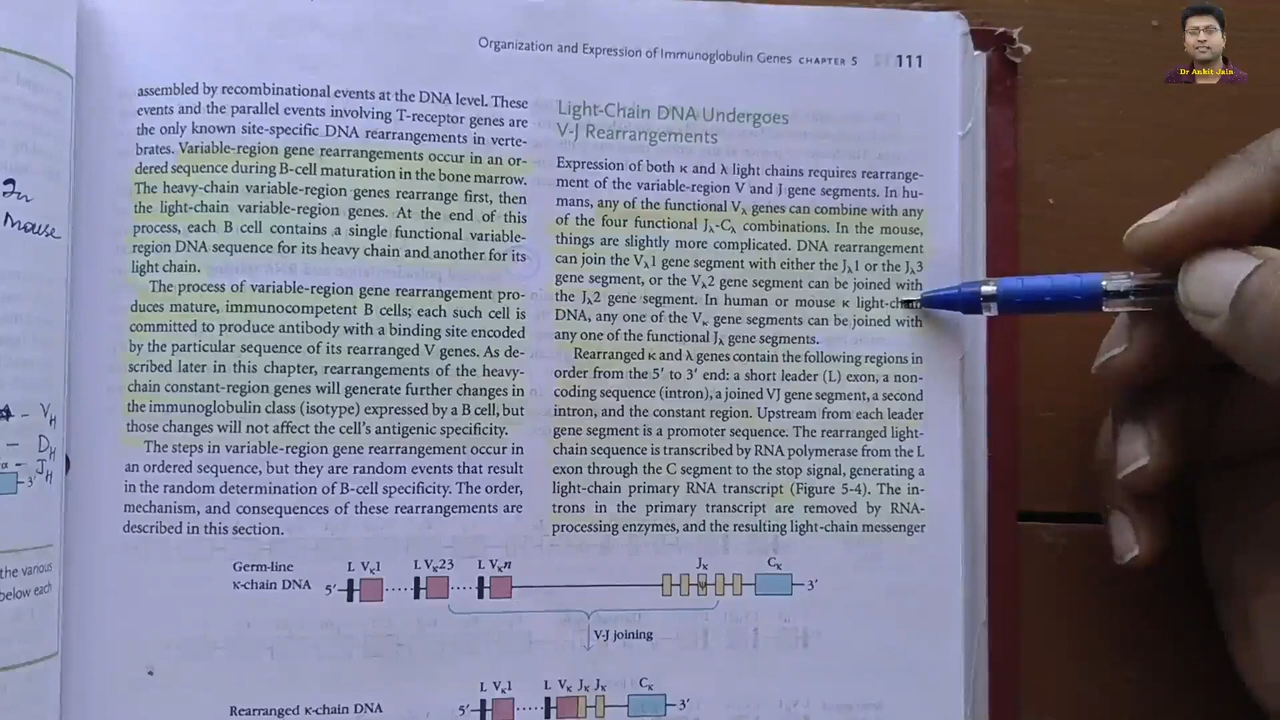 Organization and Expression of Immunoglobulin Genes CHAPTER 5 111
Dr Ankit Jain
In
Mouse
V_H
D_H
J_H
3′
the various
below each
assembled by recombinational events at the DNA level. These
events and the parallel events involving T-receptor genes are
the only known site-specific DNA rearrangements in verte-
brates. Variable-region gene rearrangements occur in an or-
dered sequence during B-cell maturation in the bone marrow.
The heavy-chain variable-region genes rearrange first, then
the light-chain variable-region genes. At the end of this
process, each B cell contains a single functional variable-
region DNA sequence for its heavy chain and another for its
light chain.
The process of variable-region gene rearrangement pro-
duces mature, immunocompetent B cells; each such cell is
committed to produce antibody with a binding site encoded
by the particular sequence of its rearranged V genes. As de-
scribed later in this chapter, rearrangements of the heavy-
chain constant-region genes will generate further changes in
the immunoglobulin class (isotype) expressed by a B cell, but
those changes will not affect the cell's antigenic specificity.
The steps in variable-region gene rearrangement occur in
an ordered sequence, but they are random events that result
in the random determination of B-cell specificity. The order,
mechanism, and consequences of these rearrangements are
described in this section.
Light-Chain DNA Undergoes
V-J Rearrangements
Expression of both κ and λ light chains requires rearrange-
ment of the variable-region V and J gene segments. In hu-
mans, any of the functional Vλ genes can combine with any
of the four functional Jλ-Cλ combinations. In the mouse,
things are slightly more complicated. DNA rearrangement
can join the Vλ1 gene segment with either the Jλ1 or the Jλ3
gene segment, or the Vλ2 gene segment can be joined with
the Jλ2 gene segment. In human or mouse κ light-chain
DNA, any one of the Vκ gene segments can be joined with
any one of the functional Jκ gene segments.
Rearranged κ and λ genes contain the following regions in
order from the 5′ to 3′ end: a short leader (L) exon, a non-
coding sequence (intron), a joined VJ gene segment, a second
intron, and the constant region. Upstream from each leader
gene segment is a promoter sequence. The rearranged light-
chain sequence is transcribed by RNA polymerase from the L
exon through the C segment to the stop signal, generating a
light-chain primary RNA transcript (Figure 5-4). The in-
trons in the primary transcript are removed by RNA-
processing enzymes, and the resulting light-chain messenger
Germ-line
κ-chain DNA
L Vκ1 L Vκ23 L Vκn Jκ Cκ
5′ ψ 3′
V-J joining
L Vκ1 L Vκ Jκ Jκ Cκ
Rearranged κ-chain DNA 5′ 3′